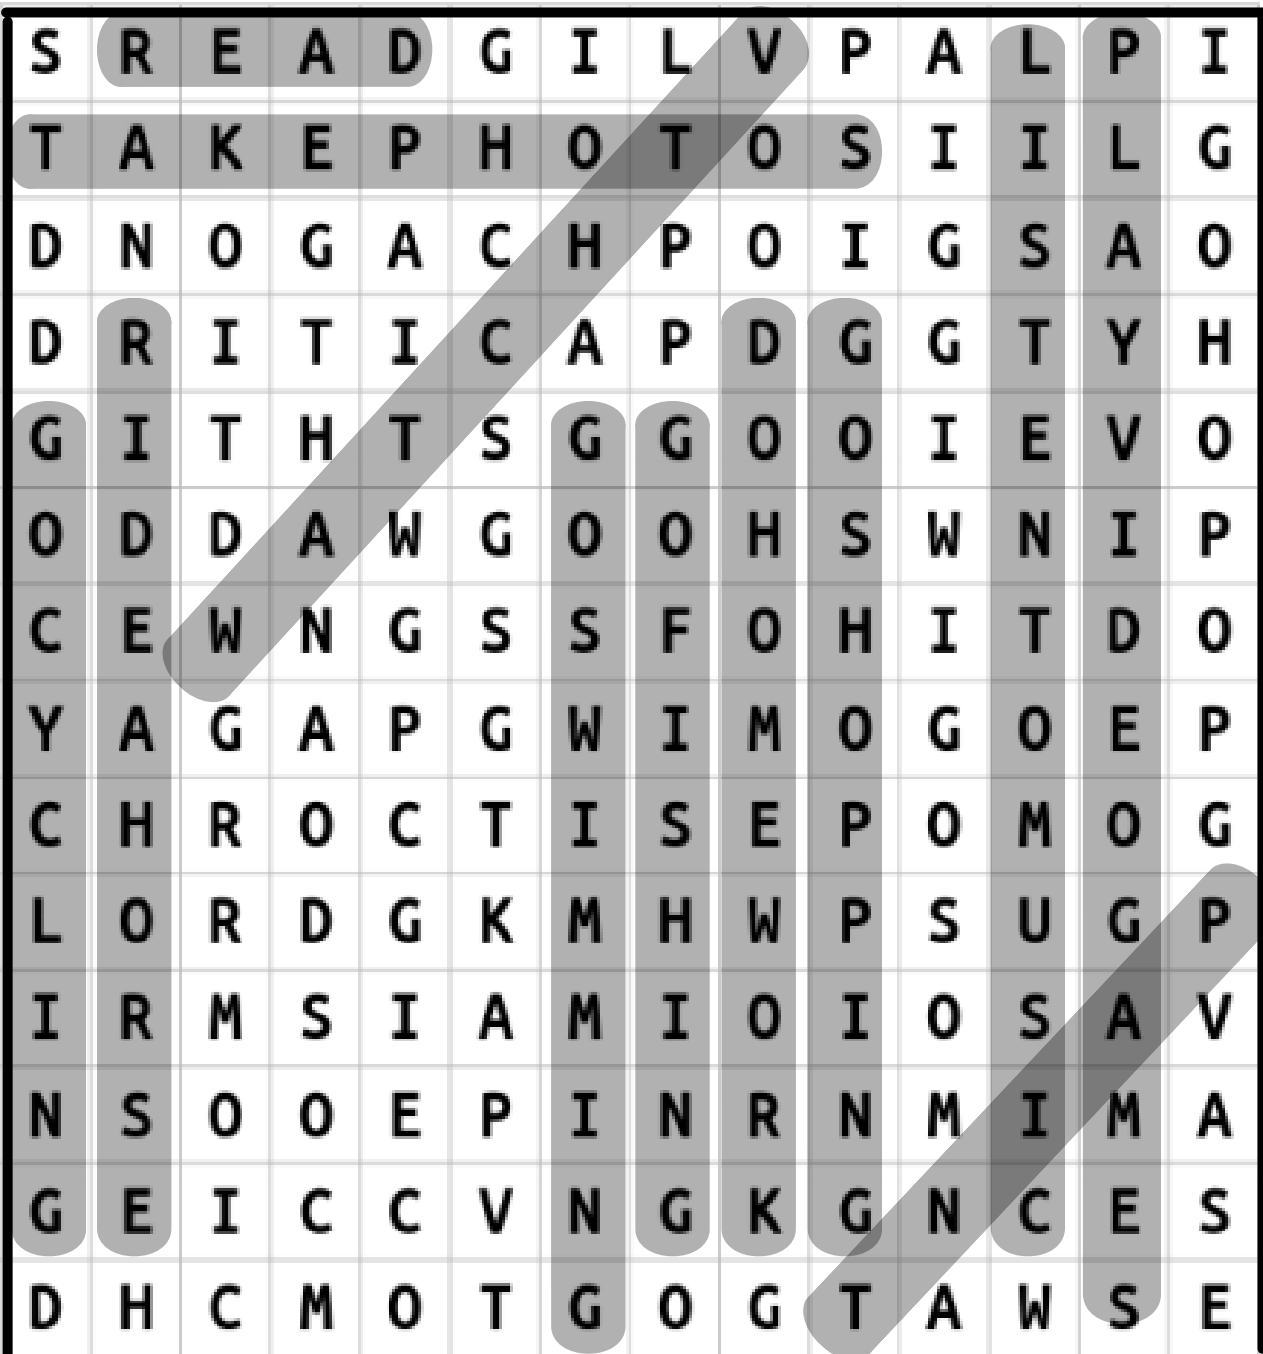 S R E A D G I L V P A L P I
T A K E P H O T O S I I L G
D N O G A C H P O I G S A O
D R I T I C A P D G G T Y H
G I T H T S G G O O I E V O
O D D A W G O O H S W N I P
C E W N G S S F O H I T D O
Y A G A P G W I M O G O E P
C H R O C T I S E P O M O G
L O R D G K M H W P S U G P
I R M S I A M I O I O S A V
N S O O E P I N R N M I M A
G E I C C V N G K G N C E S
D H C M O T G O G T A W S E